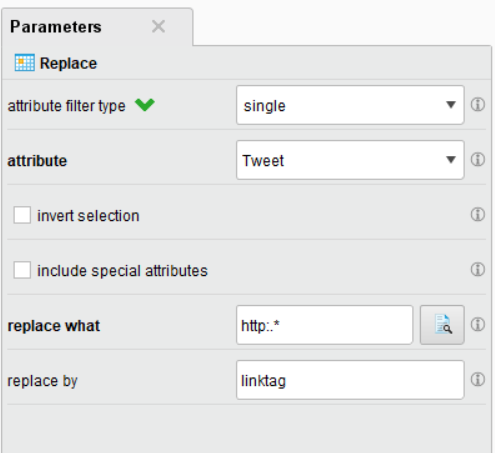 Parameters
Replace
attribute filter type single
attribute Tweet
invert selection
include special attributes
replace what http:.*
replace by linktag